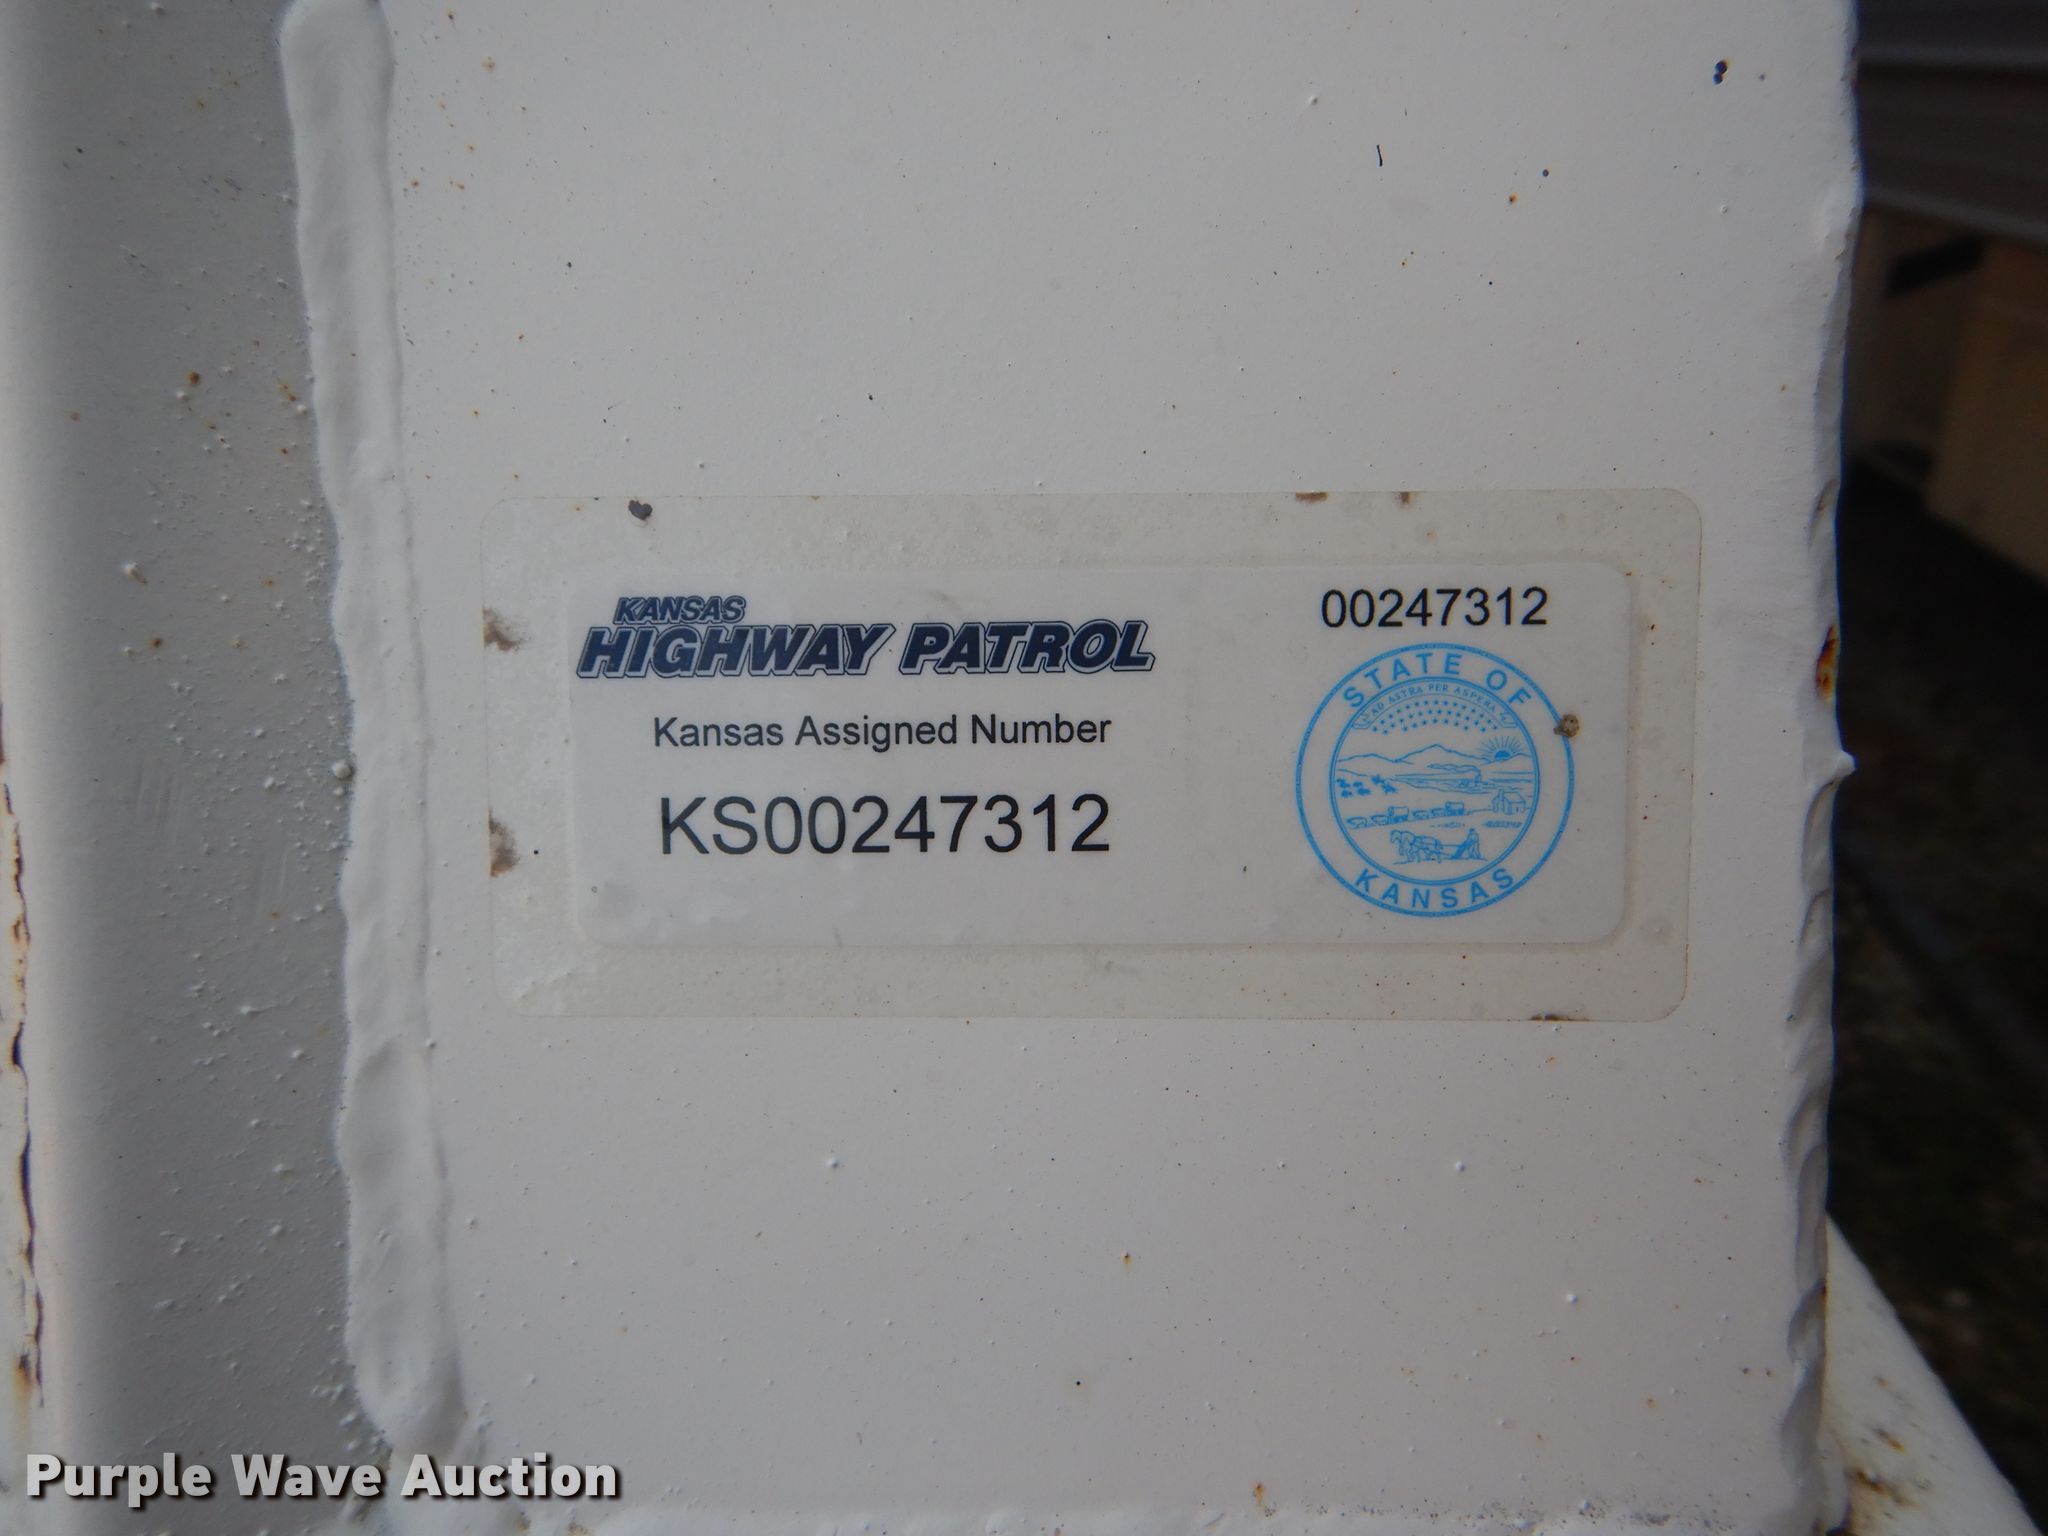 KANSAS
HIGHWAY PATROL
00247312
Kansas Assigned Number
KS00247312
STATE OF
AD ASTRA PER ASPERA
KANSAS
Purple Wave Auction